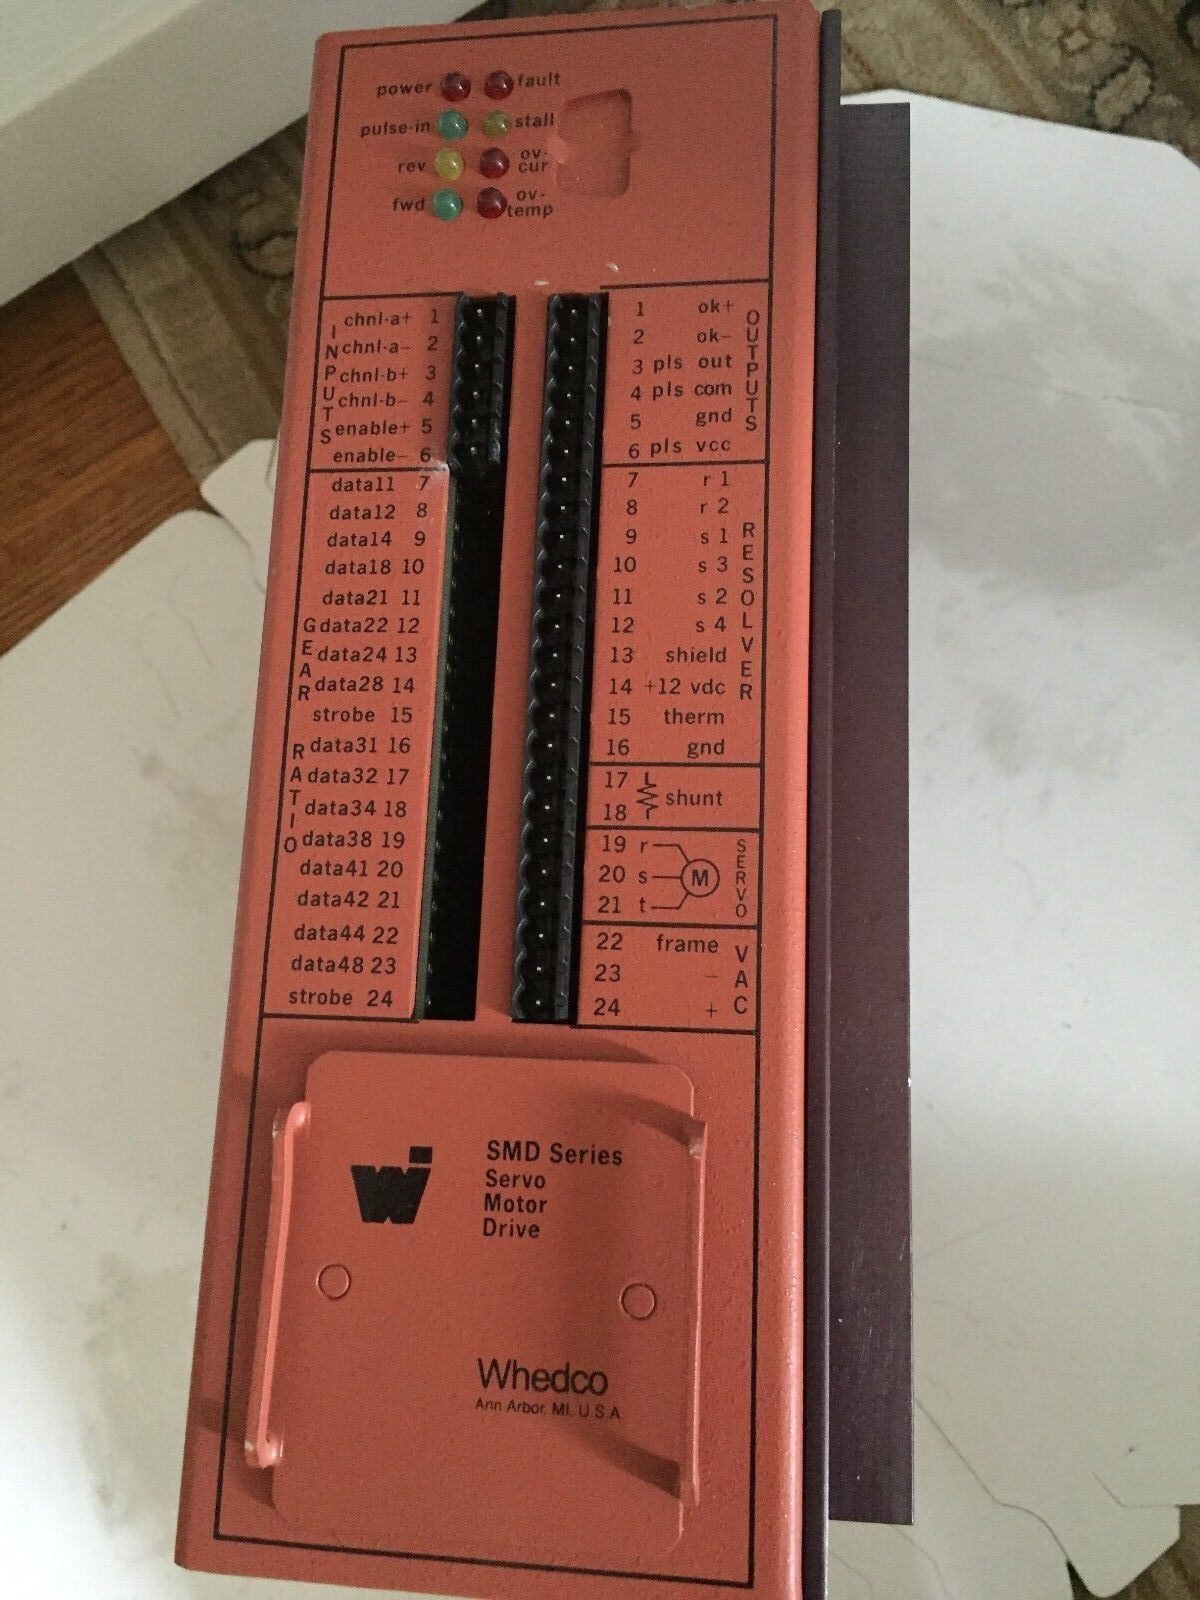 power fault
pulse-in stall
rev ov-cur
fwd ov-temp
INPUTS
chnl-a+ 1
chnl-a- 2
chnl-b+ 3
chnl-b- 4
enable+ 5
enable- 6
GEAR RATIO
data11 7
data12 8
data14 9
data18 10
data21 11
data22 12
data24 13
data28 14
strobe 15
data31 16
data32 17
data34 18
data38 19
data41 20
data42 21
data44 22
data48 23
strobe 24
OUTPUTS
1 ok+
2 ok-
3 pls out
4 pls com
5 gnd
6 pls vcc
RESOLVER
7 r 1
8 r 2
9 s 1
10 s 3
11 s 2
12 s 4
13 shield
14 +12 vdc
15 therm
16 gnd
17
18 shunt
SERVO
19 r
20 s M
21 t
VAC
22 frame
23 -
24 +
wi
SMD Series
Servo
Motor
Drive
Whedco
Ann Arbor, MI, U.S.A